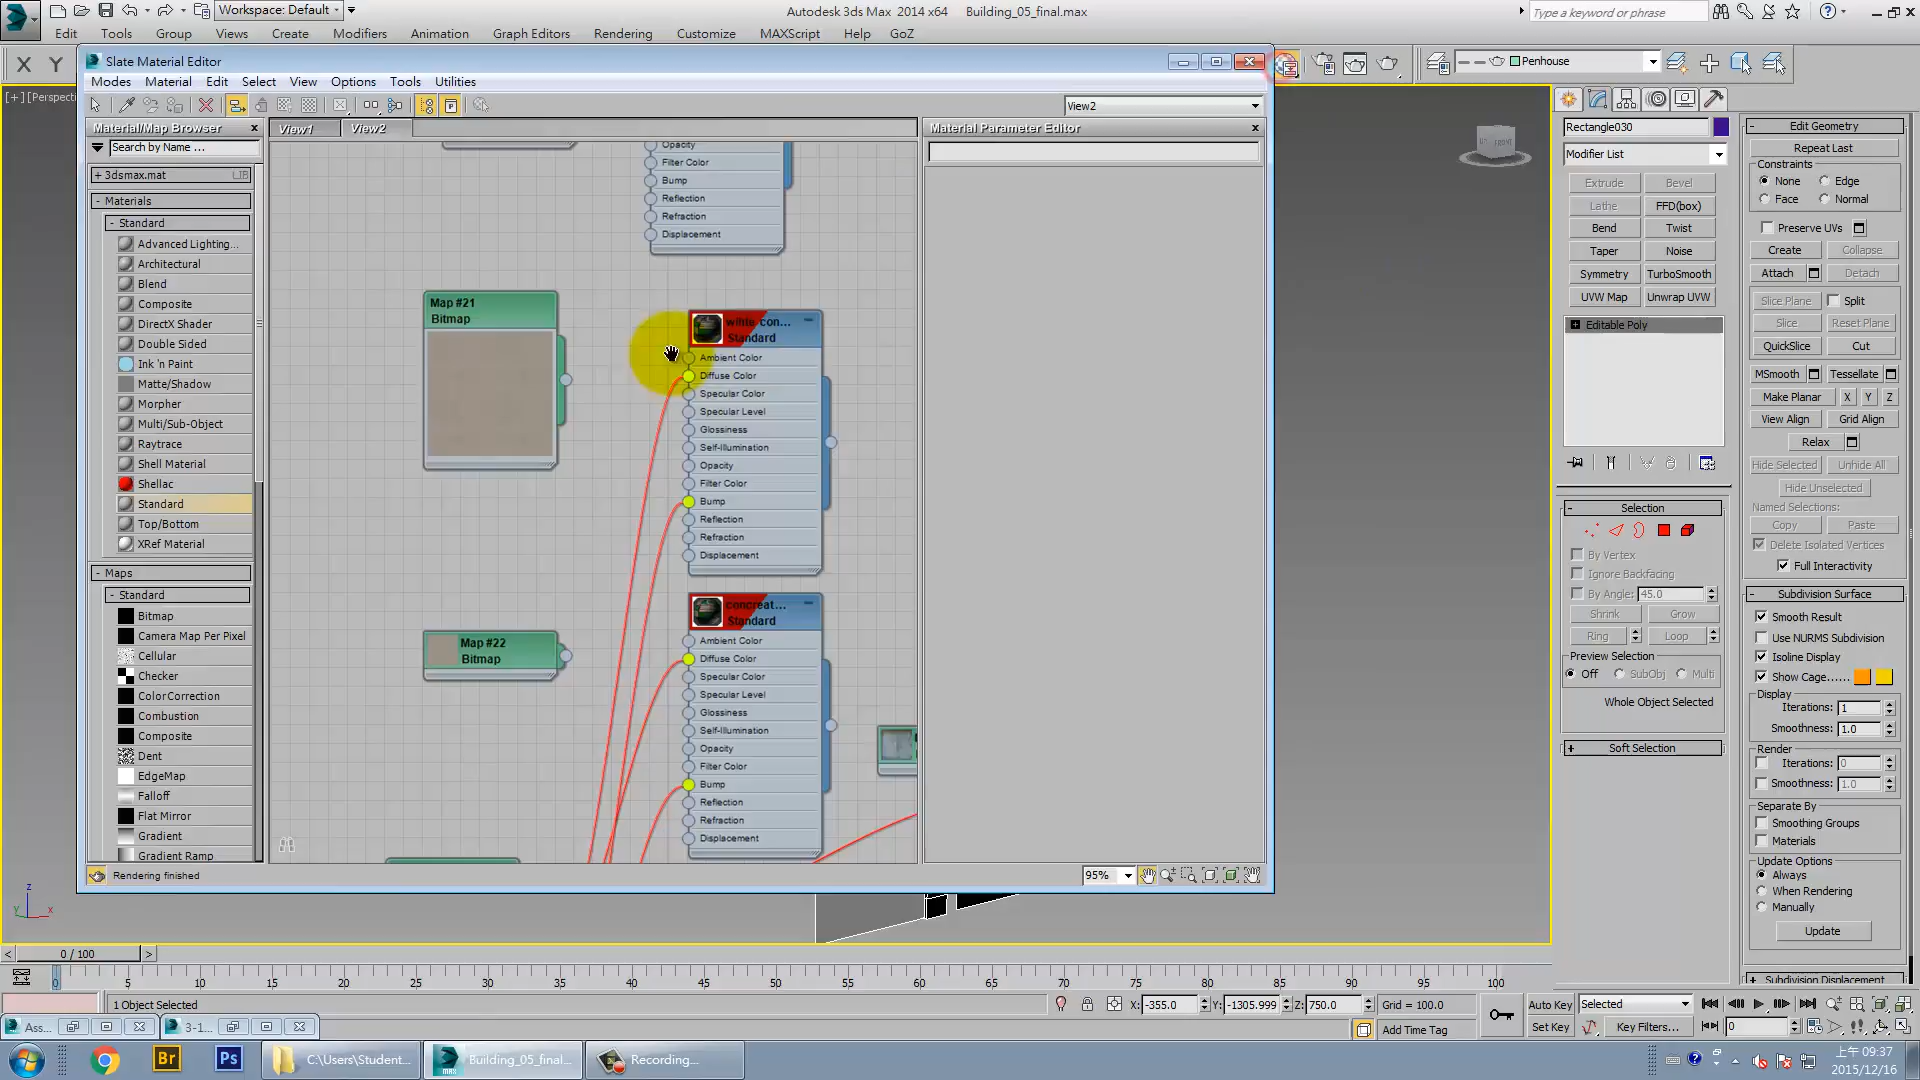 Workspace: Default
Autodesk 3ds Max 2014 x64 Building_05_final.max
Type a keyword or phrase
Edit Tools Group Views Create Modifiers Animation Graph Editors Rendering Customize MAXScript Help GoZ
X Y
Slate Material Editor
Penhouse
Modes Material Edit Select View Options Tools Utilities
[+] [Perspecti
View2
Material/Map Browser
View1 View2
Material Parameter Editor
Search by Name ...
+ 3dsmax.mat LIB
- Materials
- Standard
Advanced Lighting...
Architectural
Blend
Composite
DirectX Shader
Double Sided
Ink 'n Paint
Matte/Shadow
Morpher
Multi/Sub-Object
Raytrace
Shell Material
Shellac
Standard
Top/Bottom
XRef Material
- Maps
- Standard
Bitmap
Camera Map Per Pixel
Cellular
Checker
ColorCorrection
Combustion
Composite
Dent
EdgeMap
Falloff
Flat Mirror
Gradient
Gradient Ramp
Opacity
Filter Color
Bump
Reflection
Refraction
Displacement
Map #21
Bitmap
Map #22
Bitmap
Standard
Ambient Color
Diffuse Color
Specular Color
Specular Level
Glossiness
Self-Illumination
Opacity
Filter Color
Bump
Reflection
Refraction
Displacement
concreat...
Standard
Ambient Color
Diffuse Color
Specular Color
Specular Level
Glossiness
Self-Illumination
Opacity
Filter Color
Bump
Reflection
Refraction
Displacement
Rendering finished
95%
FRONT
Rectangle030
Modifier List
Extrude Bevel
Lathe FFD(box)
Bend Twist
Taper Noise
Symmetry TurboSmooth
UVW Map Unwrap UVW
Editable Poly
- Selection
By Vertex
Ignore Backfacing
By Angle: 45.0
Shrink Grow
Ring Loop
Preview Selection
Off SubObj Multi
Whole Object Selected
+ Soft Selection
- Edit Geometry
Repeat Last
Constraints
None Edge
Face Normal
Preserve UVs
Create Collapse
Attach Detach
Slice Plane Split
Slice Reset Plane
QuickSlice Cut
MSmooth Tessellate
Make Planar X Y Z
View Align Grid Align
Relax
Hide Selected Unhide All
Hide Unselected
Named Selections:
Copy Paste
Delete Isolated Vertices
Full Interactivity
- Subdivision Surface
Smooth Result
Use NURMS Subdivision
Isoline Display
Show Cage......
Display
Iterations: 1
Smoothness: 1.0
Render
Iterations: 0
Smoothness: 1.0
Separate By
Smoothing Groups
Materials
Update Options
Always
When Rendering
Manually
Update
+ Subdivision Displacement
z
y x
< 0 / 100 >
0 5 10 15 20 25 30 35 40 45 50 55 60 65 70 75 80 85 90 95 100
1 Object Selected
X: -355.0 Y: -1305.999 Z: 750.0 Grid = 100.0
Auto Key Selected
Ass... 3-1...
Add Time Tag
Set Key Key Filters... 0
Br Ps C:\Users\Student... Building_05_final... Recording...
上午 09:37
2015/12/16